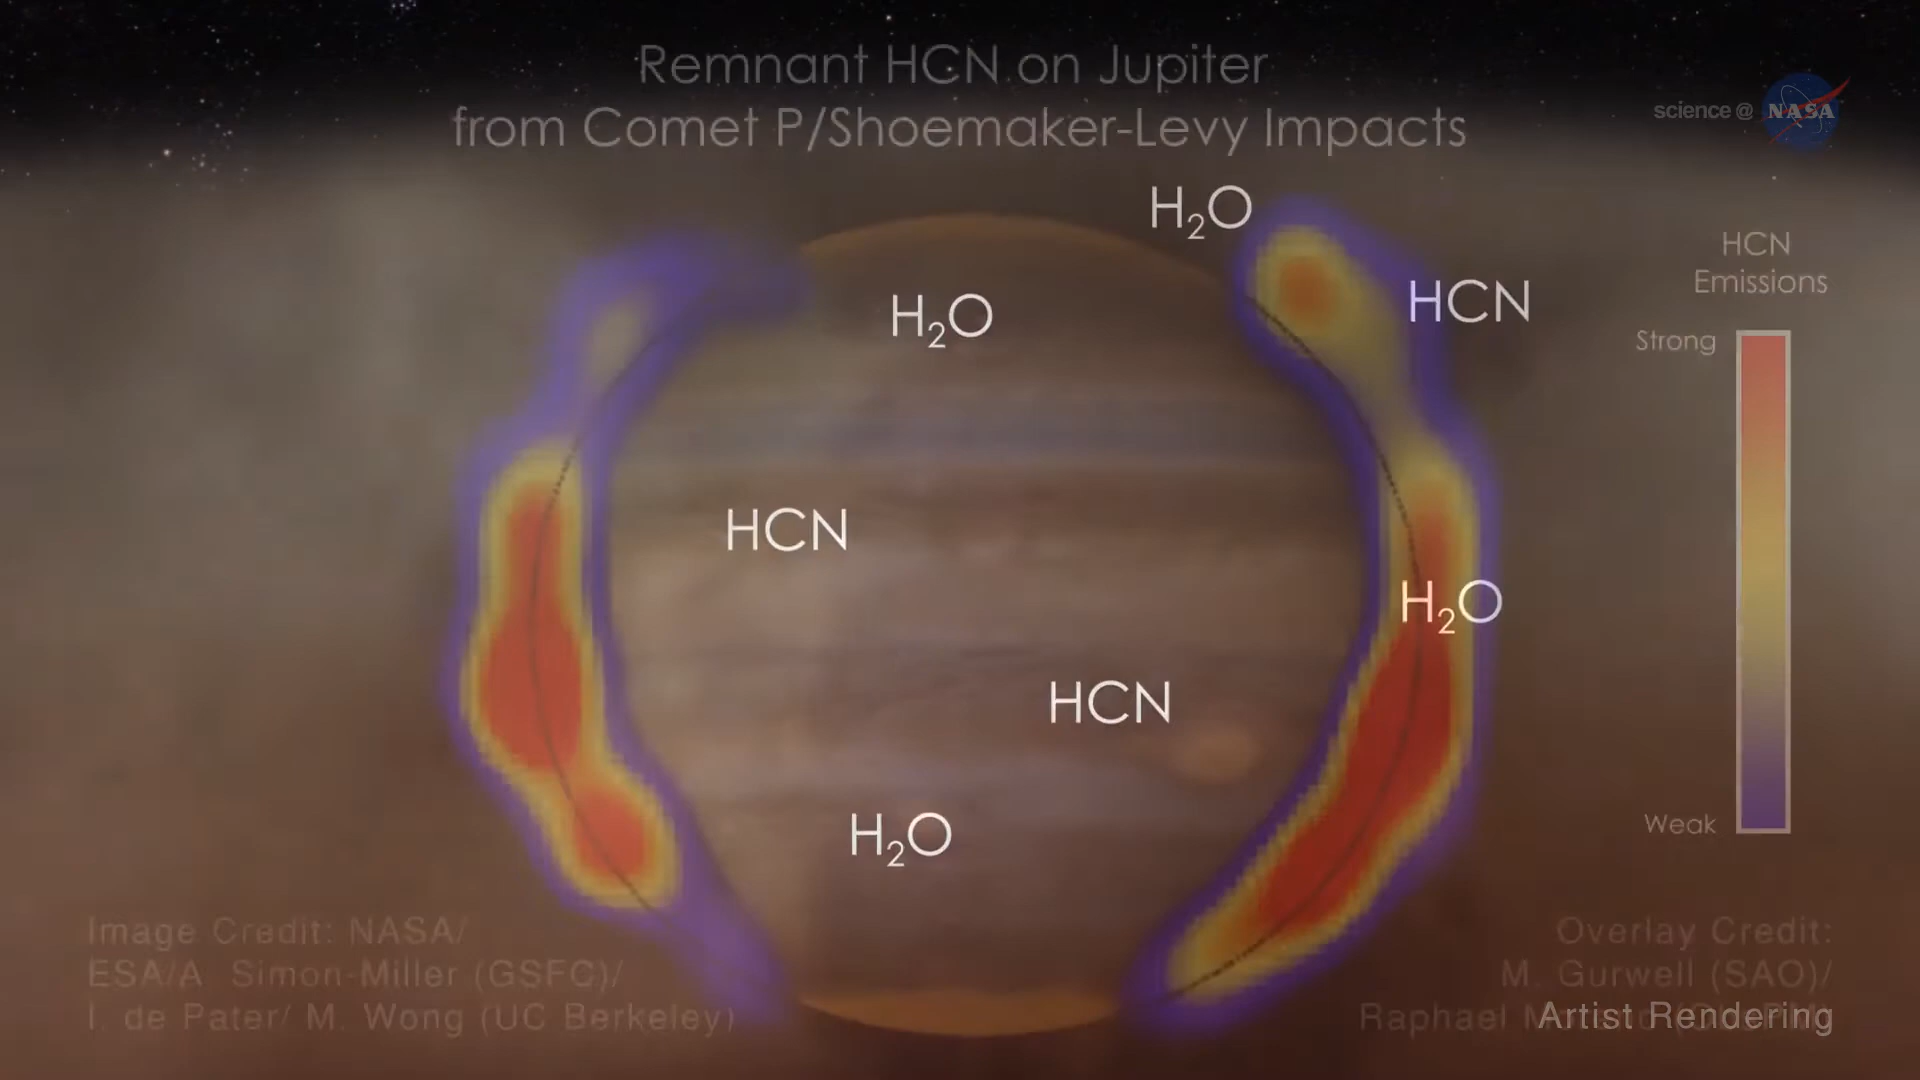 Remnant HCN on Jupiter
from Comet P/Shoemaker-Levy Impacts
science @ NASA
H₂O
HCN
Emissions
HCN
H₂O
Strong
HCN
H₂O
HCN
Weak
H₂O
Image Credit: NASA/
ESA/A. Simon-Miller (GSFC)/
I. de Pater/ M. Wong (UC Berkeley)
Overlay Credit:
M. Gurwell (SAO)/
Raphael
Artist Rendering